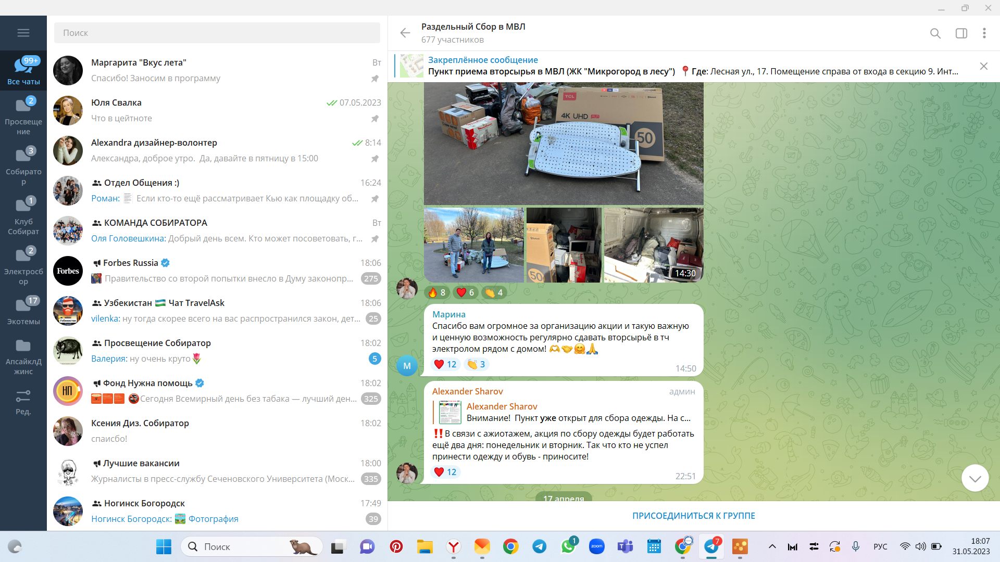 99+
Все чаты
2
Просвеще
ние
3
Собирато
р
1
Клуб
Собират
2
Электросб
ор
17
Экотемы
АпсайклД
жинс
Ред.
Поиск
Маргарита "Вкус лета"
Вт
Спасибо! Заносим в программу
Юля Свалка
07.05.2023
Что в цейтноте
Alexandra дизайнер-волонтер
8:14
Александра, доброе утро. Да, давайте в пятницу в 15:00
Отдел Общения :)
16:24
Роман: Если кто-то ещё рассматривает Кью как площадку об...
КОМАНДА СОБИРАТОРА
Вт
Оля Головешкина: Добрый день всем. Кто может посоветовать, г...
Forbes
Forbes Russia
18:06
Правительство со второй попытки внесло в Думу законопр...
275
Узбекистан
Узбекистан 🇺🇿 Чат TravelAsk
18:06
vilenka: ну тогда скорее всего на вас распространился закон, дет...
25
Просвещение Собиратор
18:02
Валерия: ну очень круто🌷
5
НП
Фонд Нужна помощь
18:02
🚭Сегодня Всемирный день без табака — лучший ден...
325
Ксения Диз. Собиратор
18:02
спаисбо!
Лучшие вакансии
18:00
Журналисты в пресс-службу Сеченовского Университета (Моск...
335
Ногинск Богородск
17:49
Ногинск Богородск: Фотография
39
Раздельный Сбор в МВЛ
677 участников
Закреплённое сообщение
Пункт приема вторсырья в МВЛ (ЖК "Микрогород в лесу") 📍Где: Лесная ул., 17. Помещение справа от входа в секцию 9. Инт...
TCL
4K UHD
50
50
14:30
🔥 8 ❤️ 6 👏 4
Марина
Спасибо вам огромное за организацию акции и такую важную
и ценную возможность регулярно сдавать вторсырьё в тч
электролом рядом с домом! 🫶🤝🤗🙏
❤️ 12 👏 3
14:50
М
Alexander Sharov
админ
Alexander Sharov
Внимание! Пункт уже открыт для сбора одежды. На с...
‼️В связи с ажиотажем, акция по сбору одежды будет работать
ещё два дня: понедельник и вторник. Так что кто не успел
принести одежду и обувь - приносите!
❤️ 12
22:51
17 апреля
ПРИСОЕДИНИТЬСЯ К ГРУППЕ
Поиск
1
zoom
7
РУС
18:07
31.05.2023